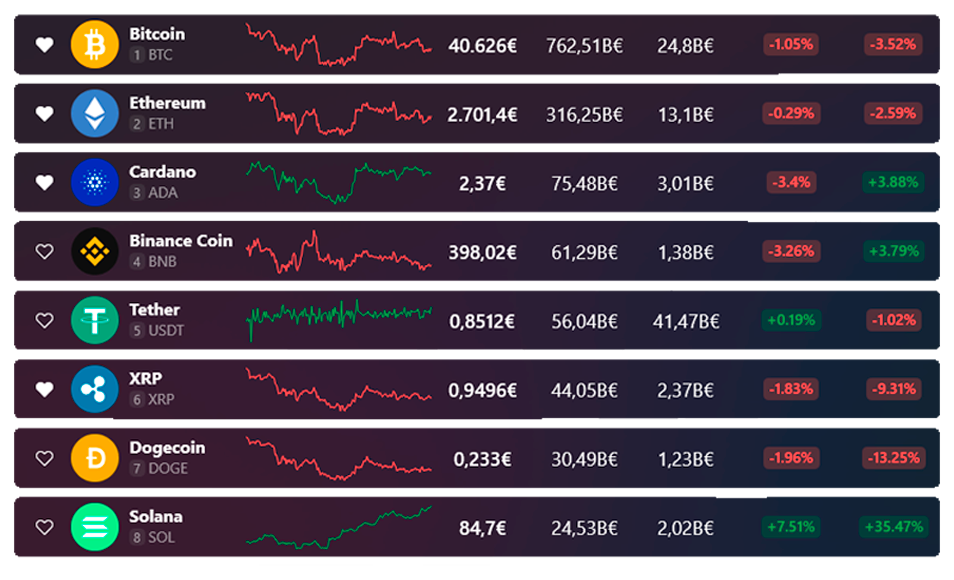 Bitcoin 40.626€ 762,51B€ 24,8B€ -1.05% -3.52%
1 BTC
Ethereum 2.701,4€ 316,25B€ 13,1B€ -0.29% -2.59%
2 ETH
Cardano 2,37€ 75,48B€ 3,01B€ -3.4% +3.88%
3 ADA
Binance Coin 398,02€ 61,29B€ 1,38B€ -3.26% +3.79%
4 BNB
Tether 0,8512€ 56,04B€ 41,47B€ +0.19% -1.02%
5 USDT
XRP 0,9496€ 44,05B€ 2,37B€ -1.83% -9.31%
6 XRP
Dogecoin 0,233€ 30,49B€ 1,23B€ -1.96% -13.25%
7 DOGE
Solana 84,7€ 24,53B€ 2,02B€ +7.51% +35.47%
8 SOL